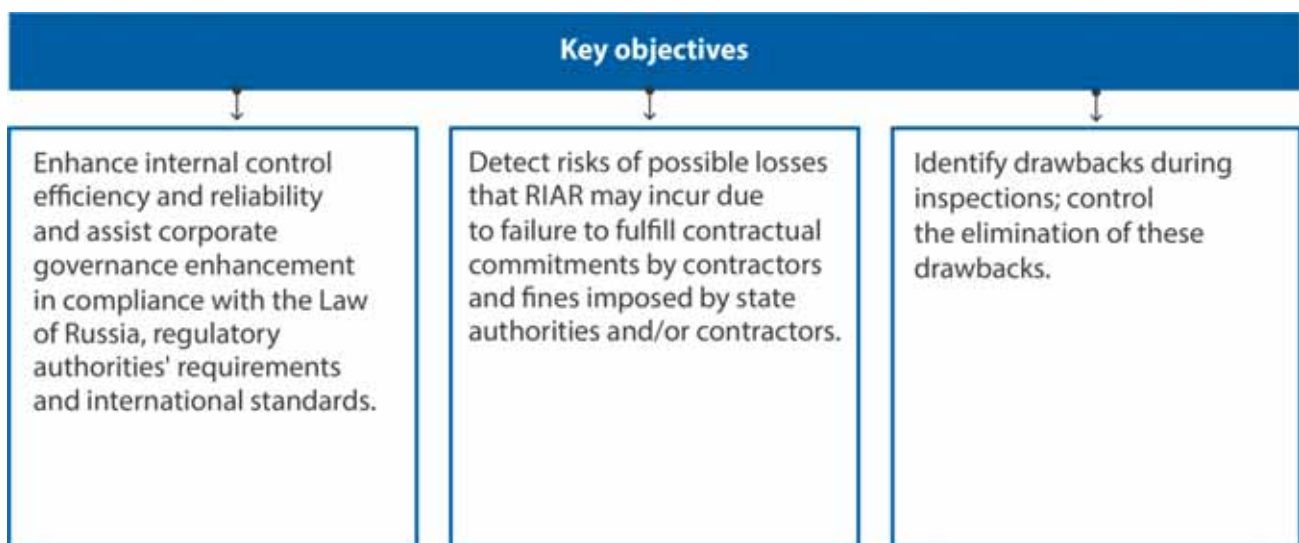 Key objectives
Enhance internal control
efficiency and reliability
and assist corporate
governance enhancement
in compliance with the Law
of Russia, regulatory
authorities' requirements
and international standards.
Detect risks of possible losses
that RIAR may incur due
to failure to fulfill contractual
commitments by contractors
and fines imposed by state
authorities and/or contractors.
Identify drawbacks during
inspections; control
the elimination of these
drawbacks.